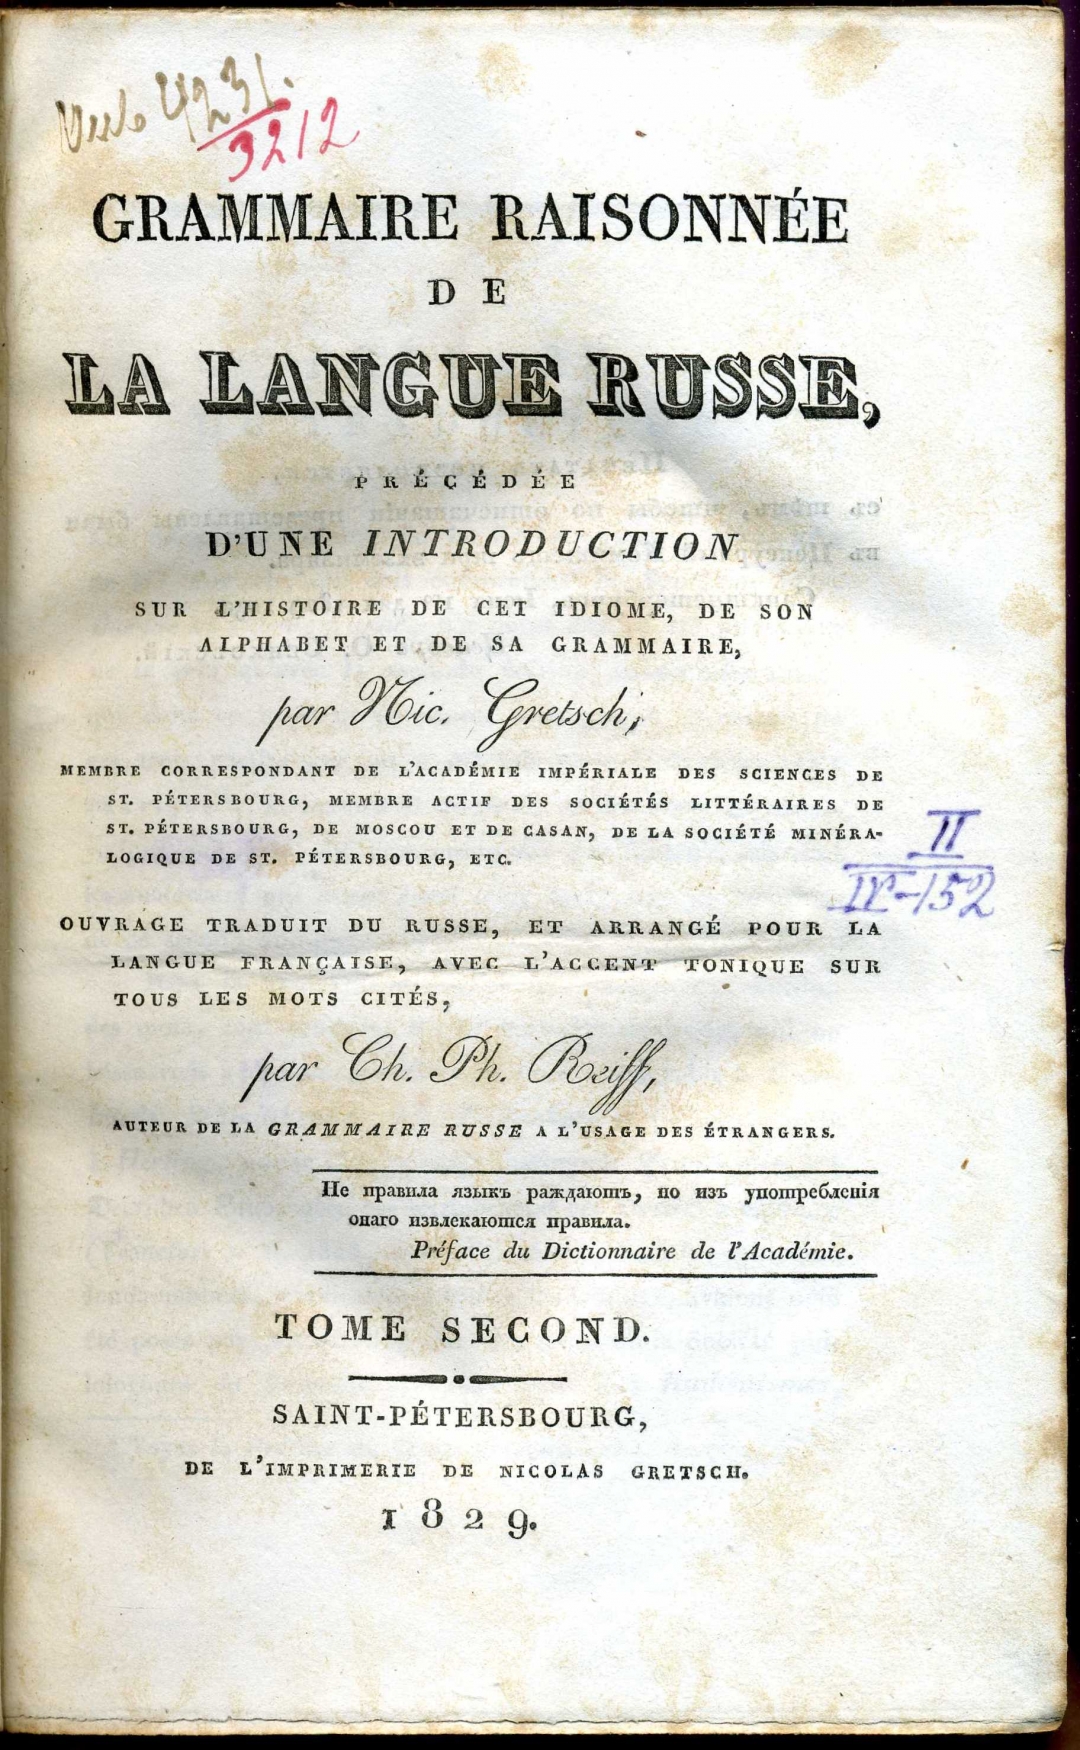 4231.
3212
GRAMMAIRE RAISONNÉE
DE
LA LANGUE RUSSE,
PRÉCÉDÉE
D'UNE INTRODUCTION
SUR L'HISTOIRE DE CET IDIOME, DE SON
ALPHABET ET DE SA GRAMMAIRE,
par Nic. Gretsch,
MEMBRE CORRESPONDANT DE L'ACADÉMIE IMPÉRIALE DES SCIENCES DE
ST. PÉTERSBOURG, MEMBRE ACTIF DES SOCIÉTÉS LITTÉRAIRES DE
ST. PÉTERSBOURG, DE MOSCOU ET DE CASAN, DE LA SOCIÉTÉ MINÉRA-
LOGIQUE DE ST. PÉTERSBOURG, ETC.
II
IX-152
OUVRAGE TRADUIT DU RUSSE, ET ARRANGÉ POUR LA
LANGUE FRANÇAISE, AVEC L'ACCENT TONIQUE SUR
TOUS LES MOTS CITÉS,
par Ch. Ph. Reiff,
AUTEUR DE LA GRAMMAIRE RUSSE A L'USAGE DES ÉTRANGERS.
Не правила языкъ раждаютъ, но изъ употребленія
онаго извлекаются правила.
Préface du Dictionnaire de l'Académie.
TOME SECOND.
SAINT-PÉTERSBOURG,
DE L'IMPRIMERIE DE NICOLAS GRETSCH.
1829.